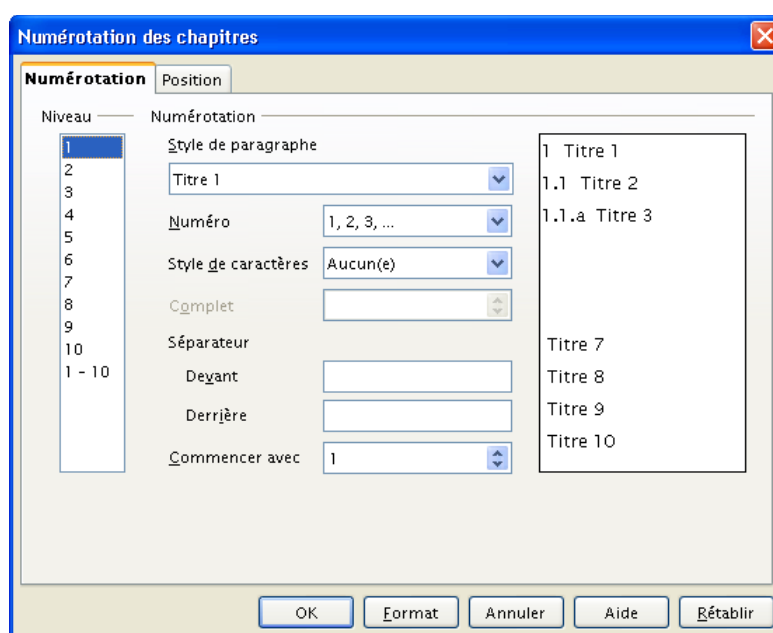 Numérotation des chapitres
Numérotation
Position
Niveau
1
2
3
4
5
6
7
8
9
10
1 - 10
Numérotation
Style de paragraphe
Titre 1
Numéro
1, 2, 3, ...
Style de caractères
Aucun(e)
Complet
Séparateur
Devant
Derrière
Commencer avec
1
1 Titre 1
1.1 Titre 2
1.1.a Titre 3
Titre 7
Titre 8
Titre 9
Titre 10
OK
Format
Annuler
Aide
Rétablir